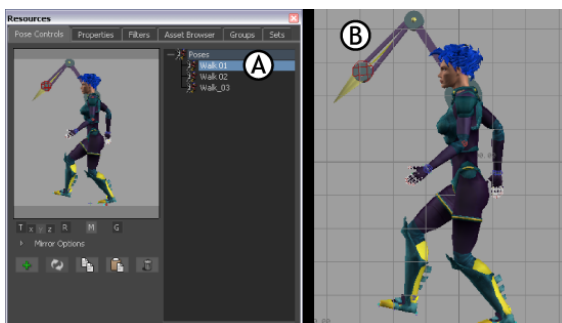 Resources
Pose Controls Properties Filters Asset Browser Groups Sets
Poses
Walk 01
Walk 02
Walk_03
A
B
T x y z R M G
Mirror Options